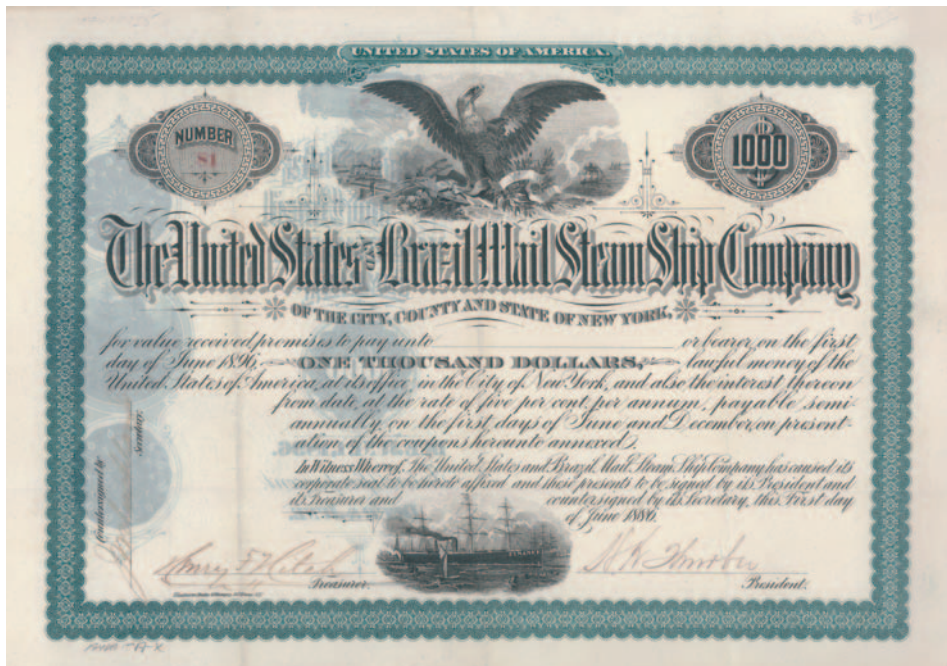 UNITED STATES OF AMERICA.
NUMBER
81
1000
The United States AND Brazil Mail Steam Ship Company
OF THE CITY, COUNTY AND STATE OF NEW YORK,
for value received promises to pay unto or bearer, on the first
day of June 1896, ONE THOUSAND DOLLARS, lawful money of the
United States of America, at its office in the City of New York, and also the interest thereon
from date, at the rate of five per cent. per annum, payable semi-
annually, on the first days of June and December, on present-
ation of the coupons hereunto annexed.
In Witness Whereof, The United States and Brazil Mail Steam Ship Company has caused its
corporate seal to be hereto affixed and these presents to be signed by its President and
its Treasurer and countersigned by its Secretary, this First day
of June 1886.
Countersigned by
Secretary.
Treasurer.
President.